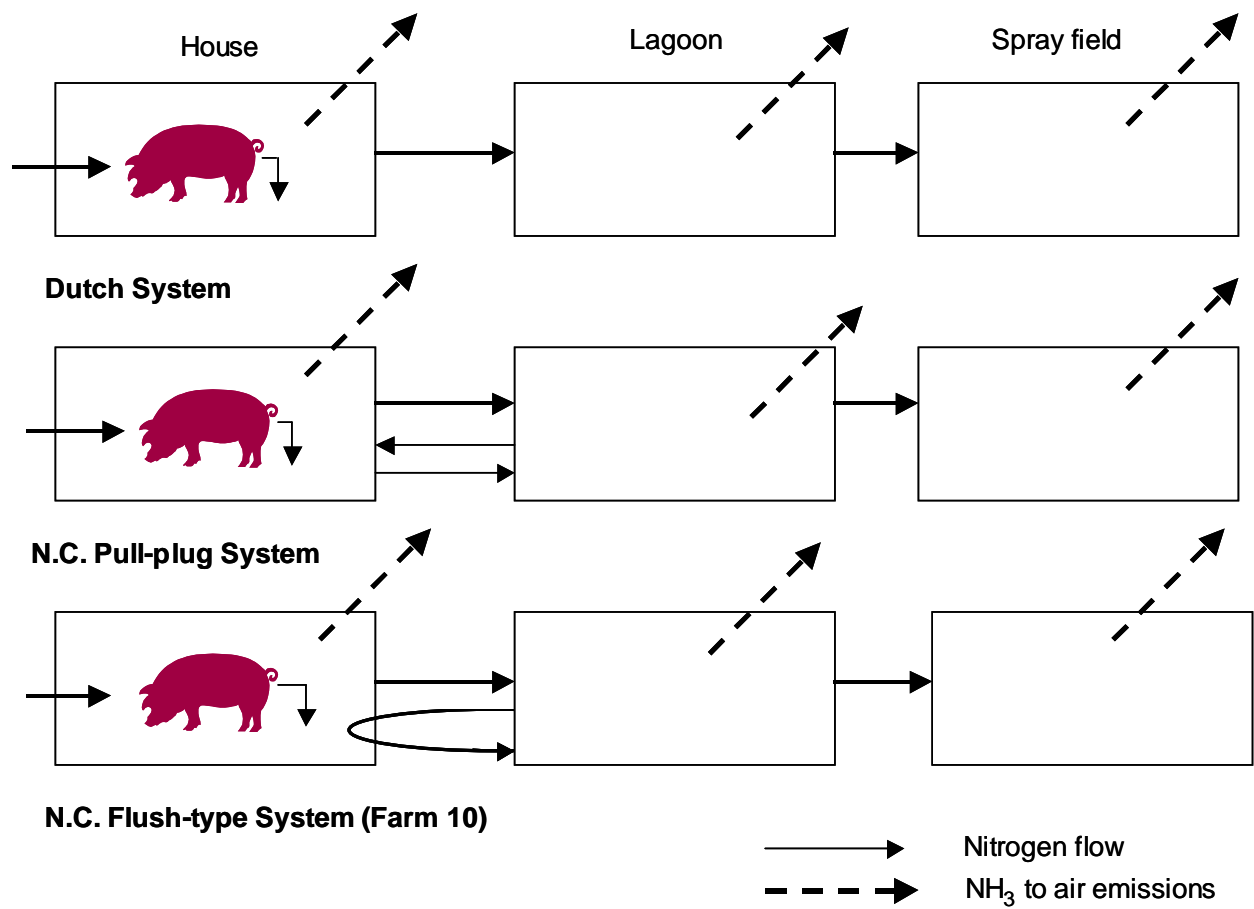 House
Lagoon
Spray field
Dutch System
N.C. Pull-plug System
N.C. Flush-type System (Farm 10)
Nitrogen flow
NH3 to air emissions